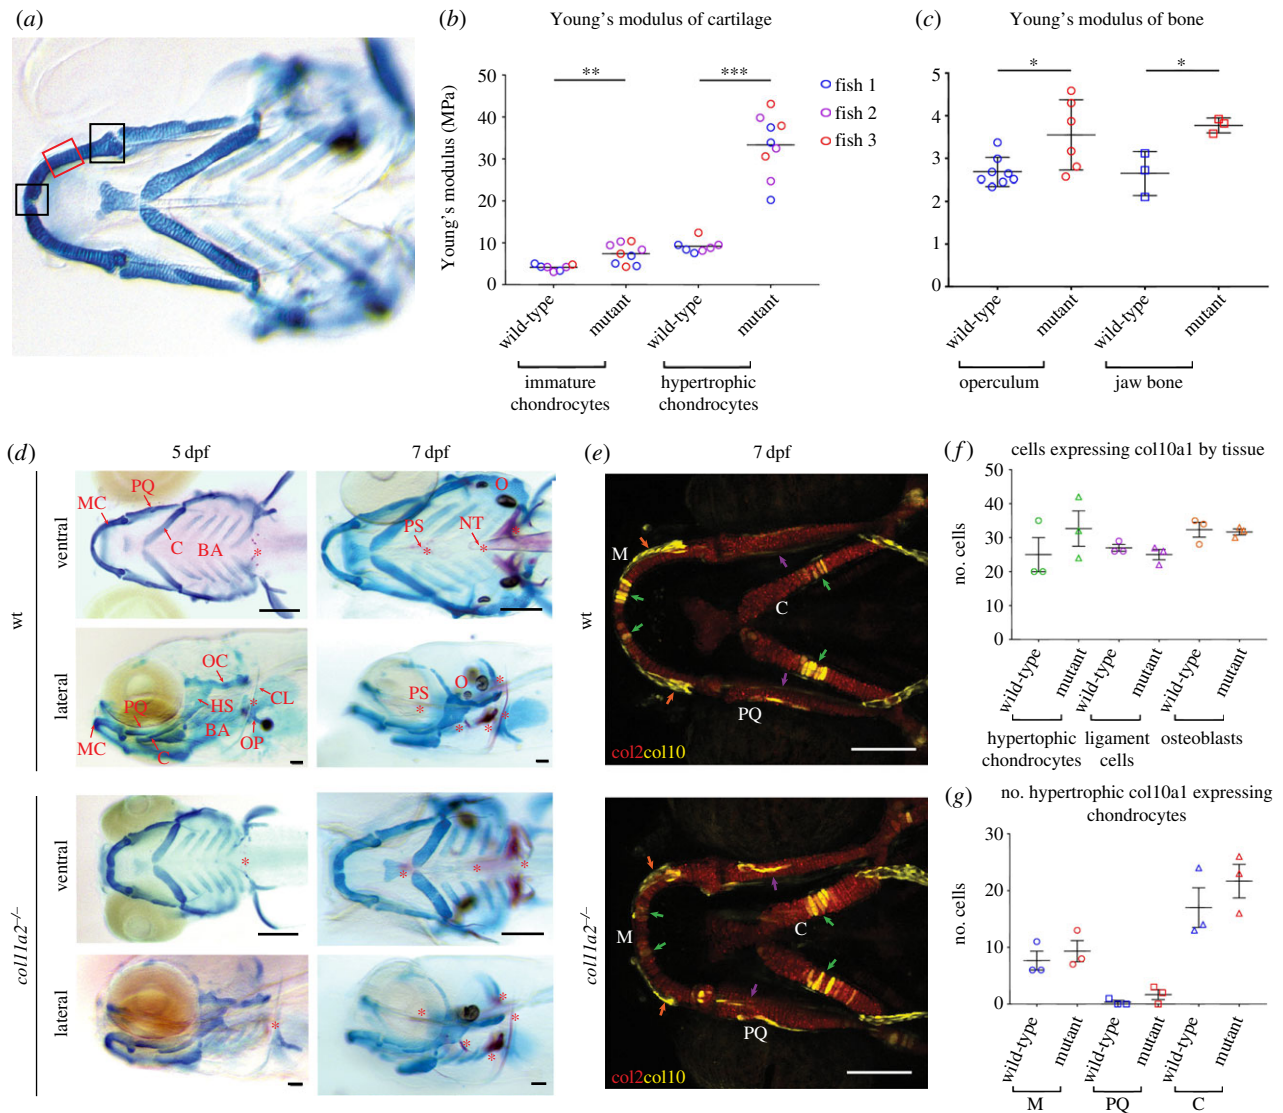 (a)
(b)
Young's modulus of cartilage
Young's modulus (MPa)
50
40
30
20
10
0
**
***
fish 1
fish 2
fish 3
wild-type
mutant
wild-type
mutant
immature
chondrocytes
hypertrophic
chondrocytes
(c)
Young's modulus of bone
5
4
3
2
1
0
*
*
wild-type
mutant
wild-type
mutant
operculum
jaw bone
(d)
5 dpf
7 dpf
wt
ventral
MC
PQ
C
BA
*
PS
*
NT
*
O
lateral
OC
CL
*
HS
PQ
BA
MC
C
OP
PS
*
O
*
*
*
*
col11a2–/–
ventral
*
*
*
*
lateral
*
*
*
*
*
*
(e)
7 dpf
M
C
PQ
col2col10
M
C
PQ
col2col10
(f)
cells expressing col10a1 by tissue
no. cells
50
40
30
20
10
0
wild-type
mutant
wild-type
mutant
wild-type
mutant
hypertophic
chondrocytes
ligament
cells
osteoblasts
(g)
no. hypertrophic col10a1 expressing
chondrocytes
no. cells
30
20
10
0
wild-type
mutant
wild-type
mutant
wild-type
mutant
M
PQ
C